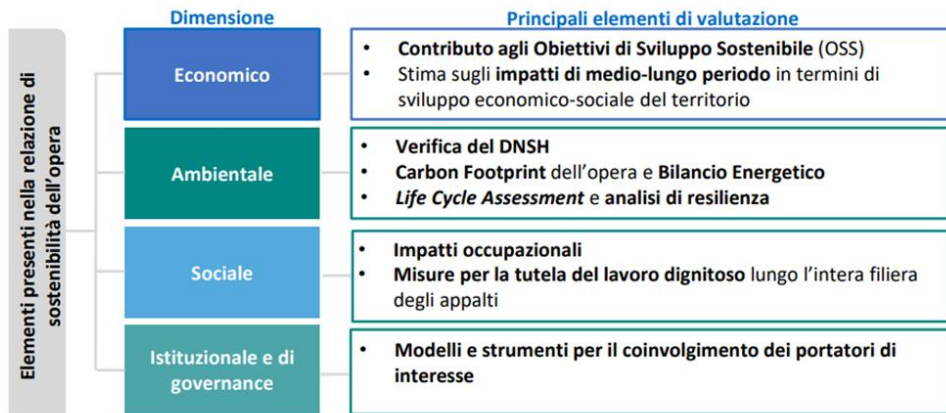 Dimensione
Principali elementi di valutazione
Elementi presenti nella relazione di
sostenibilità dell'opera
Economico
• Contributo agli Obiettivi di Sviluppo Sostenibile (OSS)
• Stima sugli impatti di medio-lungo periodo in termini di
sviluppo economico-sociale del territorio
Ambientale
• Verifica del DNSH
• Carbon Footprint dell'opera e Bilancio Energetico
• Life Cycle Assessment e analisi di resilienza
Sociale
• Impatti occupazionali
• Misure per la tutela del lavoro dignitoso lungo l'intera filiera
degli appalti
Istituzionale e di
governance
• Modelli e strumenti per il coinvolgimento dei portatori di
interesse